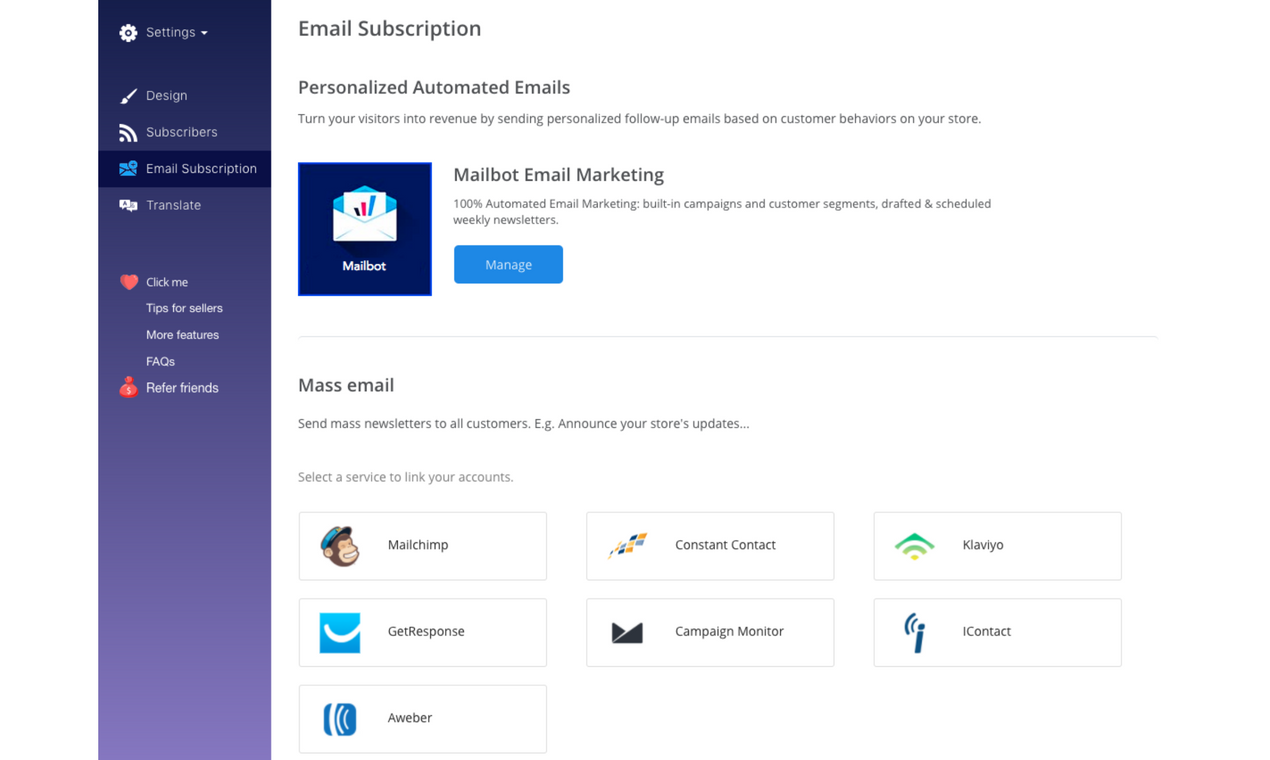 Settings
Design
Subscribers
Email Subscription
Translate
Click me
Tips for sellers
More features
FAQs
Refer friends
Email Subscription
Personalized Automated Emails
Turn your visitors into revenue by sending personalized follow-up emails based on customer behaviors on your store.
Mailbot
Mailbot Email Marketing
100% Automated Email Marketing: built-in campaigns and customer segments, drafted & scheduled
weekly newsletters.
Manage
Mass email
Send mass newsletters to all customers. E.g. Announce your store's updates...
Select a service to link your accounts.
Mailchimp
Constant Contact
Klaviyo
GetResponse
Campaign Monitor
IContact
Aweber